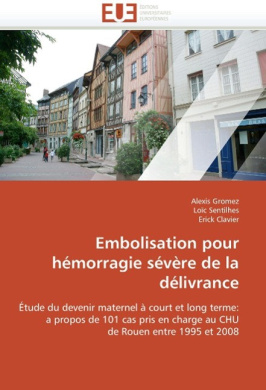 EUE
ÉDITIONS
UNIVERSITAIRES
EUROPÉENNES
Alexis Gromez
Loïc Sentilhes
Erick Clavier
Embolisation pour
hémorragie sévère de la
délivrance
Étude du devenir maternel à court et long terme:
a propos de 101 cas pris en charge au CHU
de Rouen entre 1995 et 2008